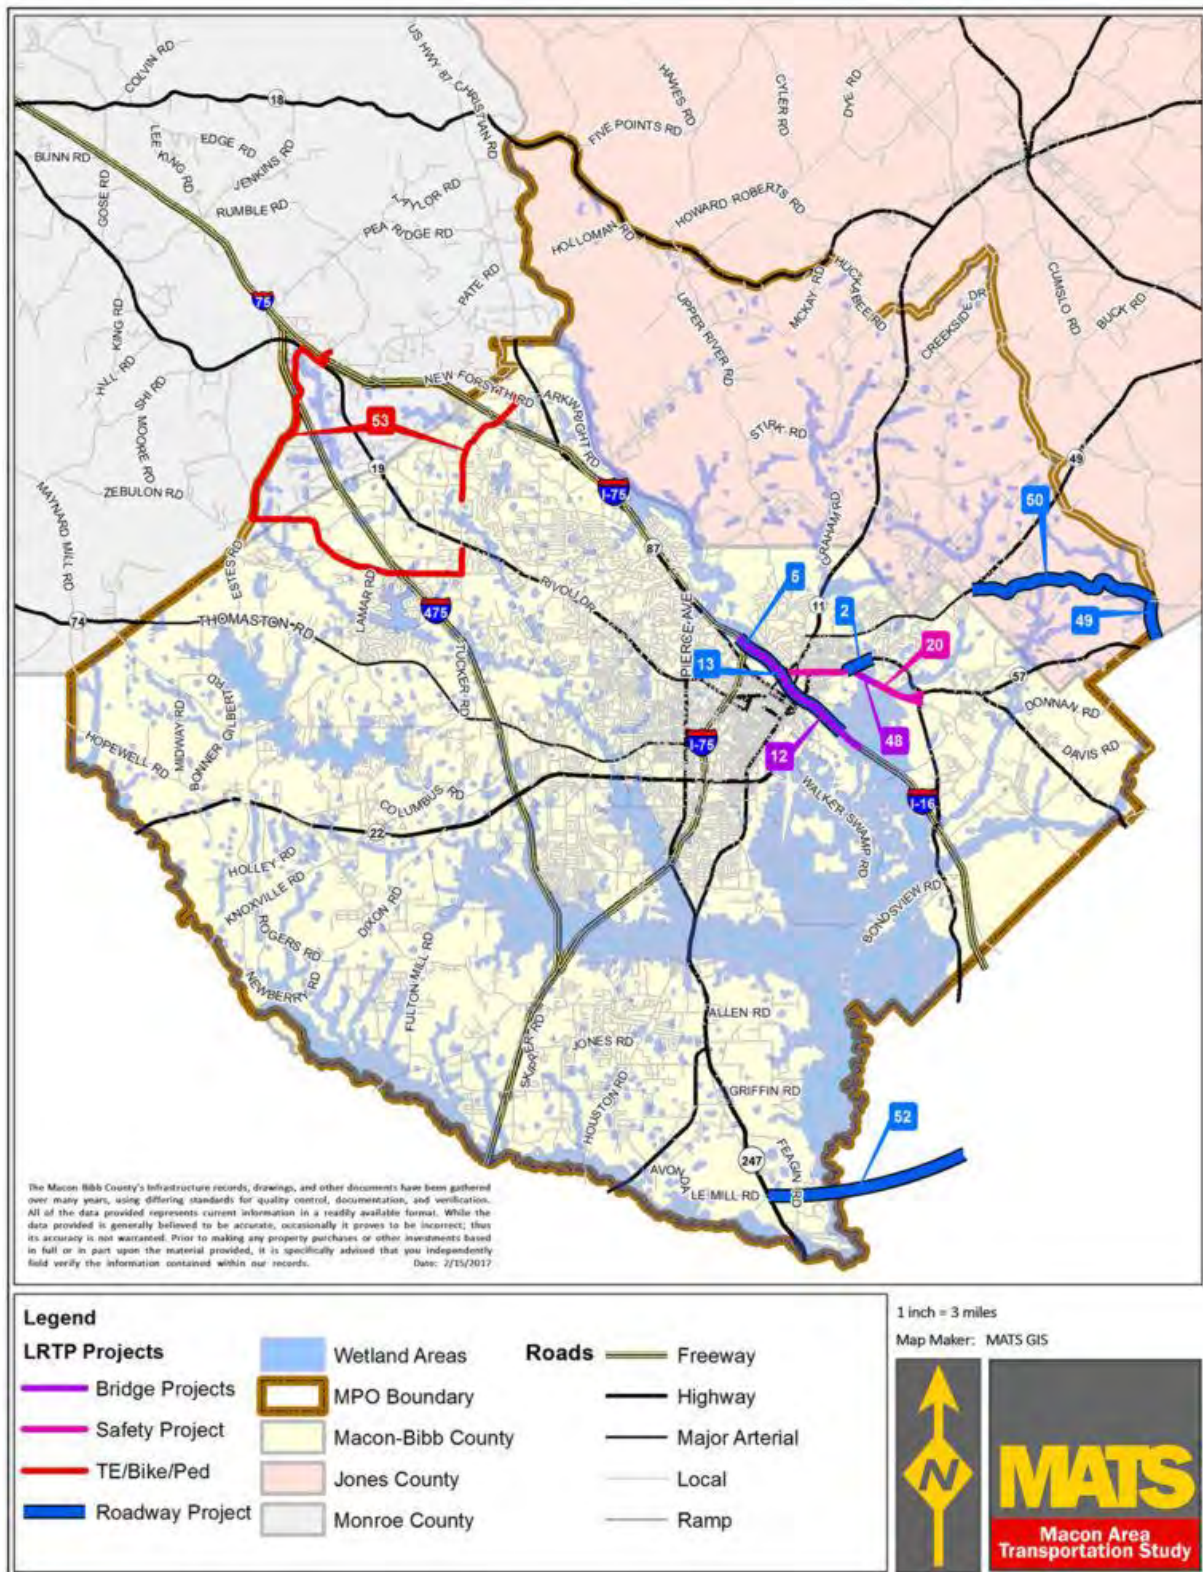 COLVIN RD
US HWY 87
CHRISTIAN RD
HAWES RD
CYLER RD
DYE RD
18
FIVE POINTS RD
BUNN RD
LEE KING RD
EDGE RD
JENKINS RD
GOSE RD
RUMBLE RD
TAYLOR RD
PEA RIDGE RD
HOWARD ROBERTS RD
HOLLOMAN RD
PATE RD
75
KING RD
UPPER RIVER RD
MCKAY RD
HUCKABEE RD
CREEKSIDE DR
CUMSLO RD
BUCK RD
HILL RD
KING
SHI
MOORE RD
NEW FORSYTH RD
ARKWRIGHT RD
53
STIRK RD
19
49
ZEBULON RD
MAYNARD MILL RD
I-75
50
ESTES RD
87
GRAHAM RD
LAMAR RD
RIVOLI DR
PIERCE AVE
5
2
11
475
74
THOMASTON RD
49
20
13
TUCKER RD
57
MIDWAY RD
BONNER GILBERT RD
DONNAN RD
HOPEWELL RD
I-75
48
DAVIS RD
12
COLUMBUS RD
WALKER SWAMP RD
I-16
22
HOLLEY RD
KNOXVILLE RD
DIXON RD
BONDSVIEW RD
ROGERS RD
NEWBERRY RD
FULTON MILL RD
SKIPPER RD
JONES RD
ALLEN RD
HOUSTON RD
GRIFFIN RD
52
FEAGIN RD
247
AVONDA
LE MILL RD
The Macon Bibb County's Infrastructure records, drawings, and other documents have been gathered
over many years, using differing standards for quality control, documentation, and verification.
All of the data provided represents current information in a readily available format. While the
data provided is generally believed to be accurate, occasionally it proves to be incorrect; thus
its accuracy is not warranted. Prior to making any property purchases or other investments based
in full or in part upon the material provided, it is specifically advised that you independently
field verify the information contained within our records. Date: 2/15/2017
Legend
LRTP Projects
Bridge Projects
Safety Project
TE/Bike/Ped
Roadway Project
Wetland Areas
MPO Boundary
Macon-Bibb County
Jones County
Monroe County
Roads
Freeway
Highway
Major Arterial
Local
Ramp
1 inch = 3 miles
Map Maker: MATS GIS
N
MATS
Macon Area
Transportation Study